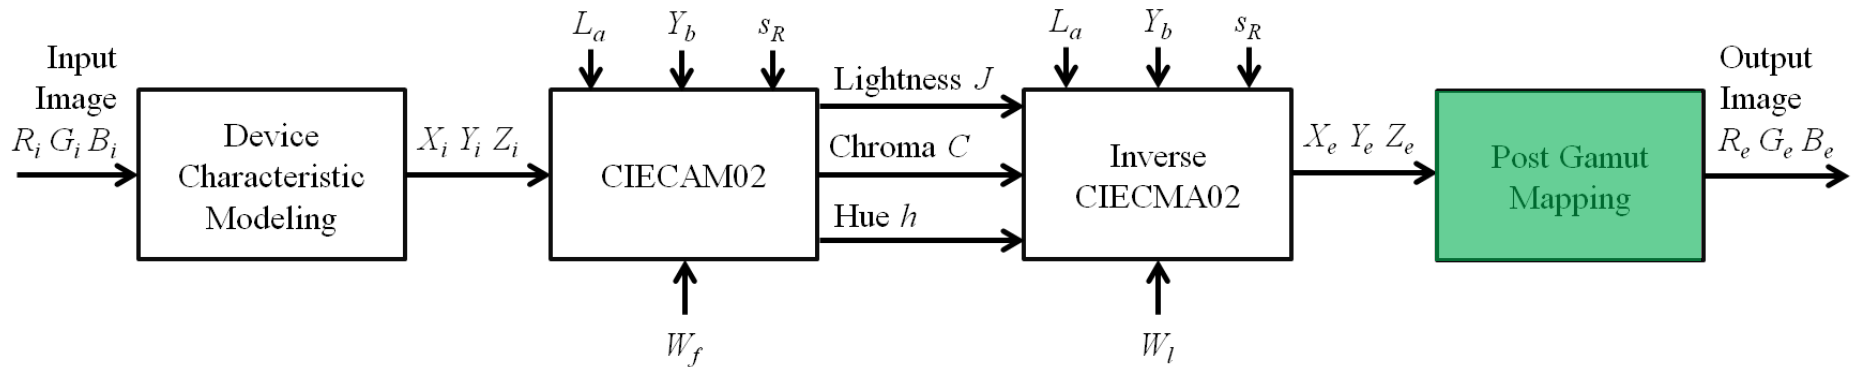 Input
Image
R_i G_i B_i
Device
Characteristic
Modeling
X_i Y_i Z_i
L_a Y_b s_R
CIECAM02
W_f
Lightness J
Chroma C
Hue h
L_a Y_b s_R
Inverse
CIECMA02
W_l
X_e Y_e Z_e
Post Gamut
Mapping
Output
Image
R_e G_e B_e